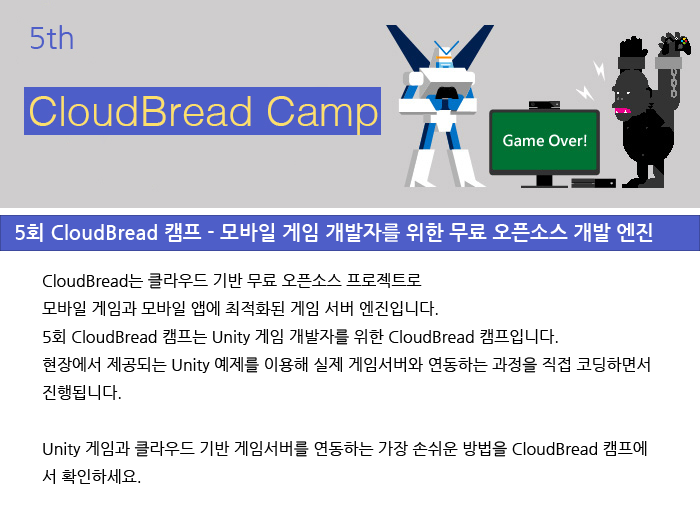 5th
CloudBread Camp
Game Over!
5회 CloudBread 캠프 - 모바일 게임 개발자를 위한 무료 오픈소스 개발 엔진
CloudBread는 클라우드 기반 무료 오픈소스 프로젝트로
모바일 게임과 모바일 앱에 최적화된 게임 서버 엔진입니다.
5회 CloudBread 캠프는 Unity 게임 개발자를 위한 CloudBread 캠프입니다.
현장에서 제공되는 Unity 예제를 이용해 실제 게임서버와 연동하는 과정을 직접 코딩하면서
진행됩니다.
Unity 게임과 클라우드 기반 게임서버를 연동하는 가장 손쉬운 방법을 CloudBread 캠프에
서 확인하세요.